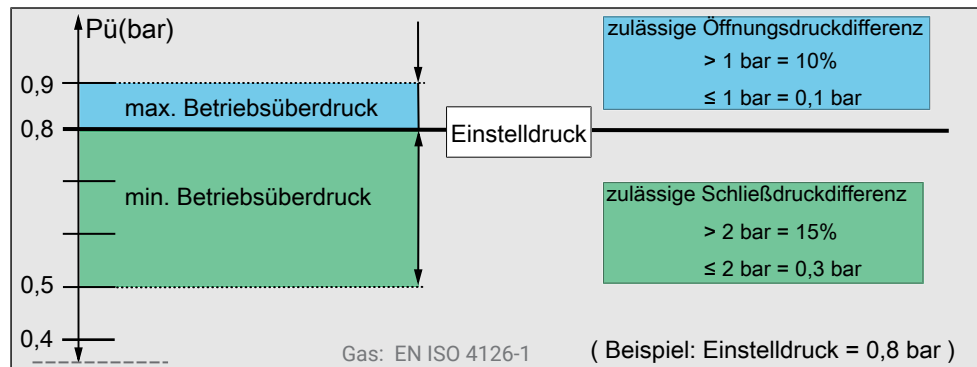 Pü(bar)
0,9
0,8
0,5
0,4
max. Betriebsüberdruck
min. Betriebsüberdruck
Einstelldruck
zulässige Öffnungsdruckdifferenz
> 1 bar = 10%
≤ 1 bar = 0,1 bar
zulässige Schließdruckdifferenz
> 2 bar = 15%
≤ 2 bar = 0,3 bar
Gas: EN ISO 4126-1
( Beispiel: Einstelldruck = 0,8 bar )